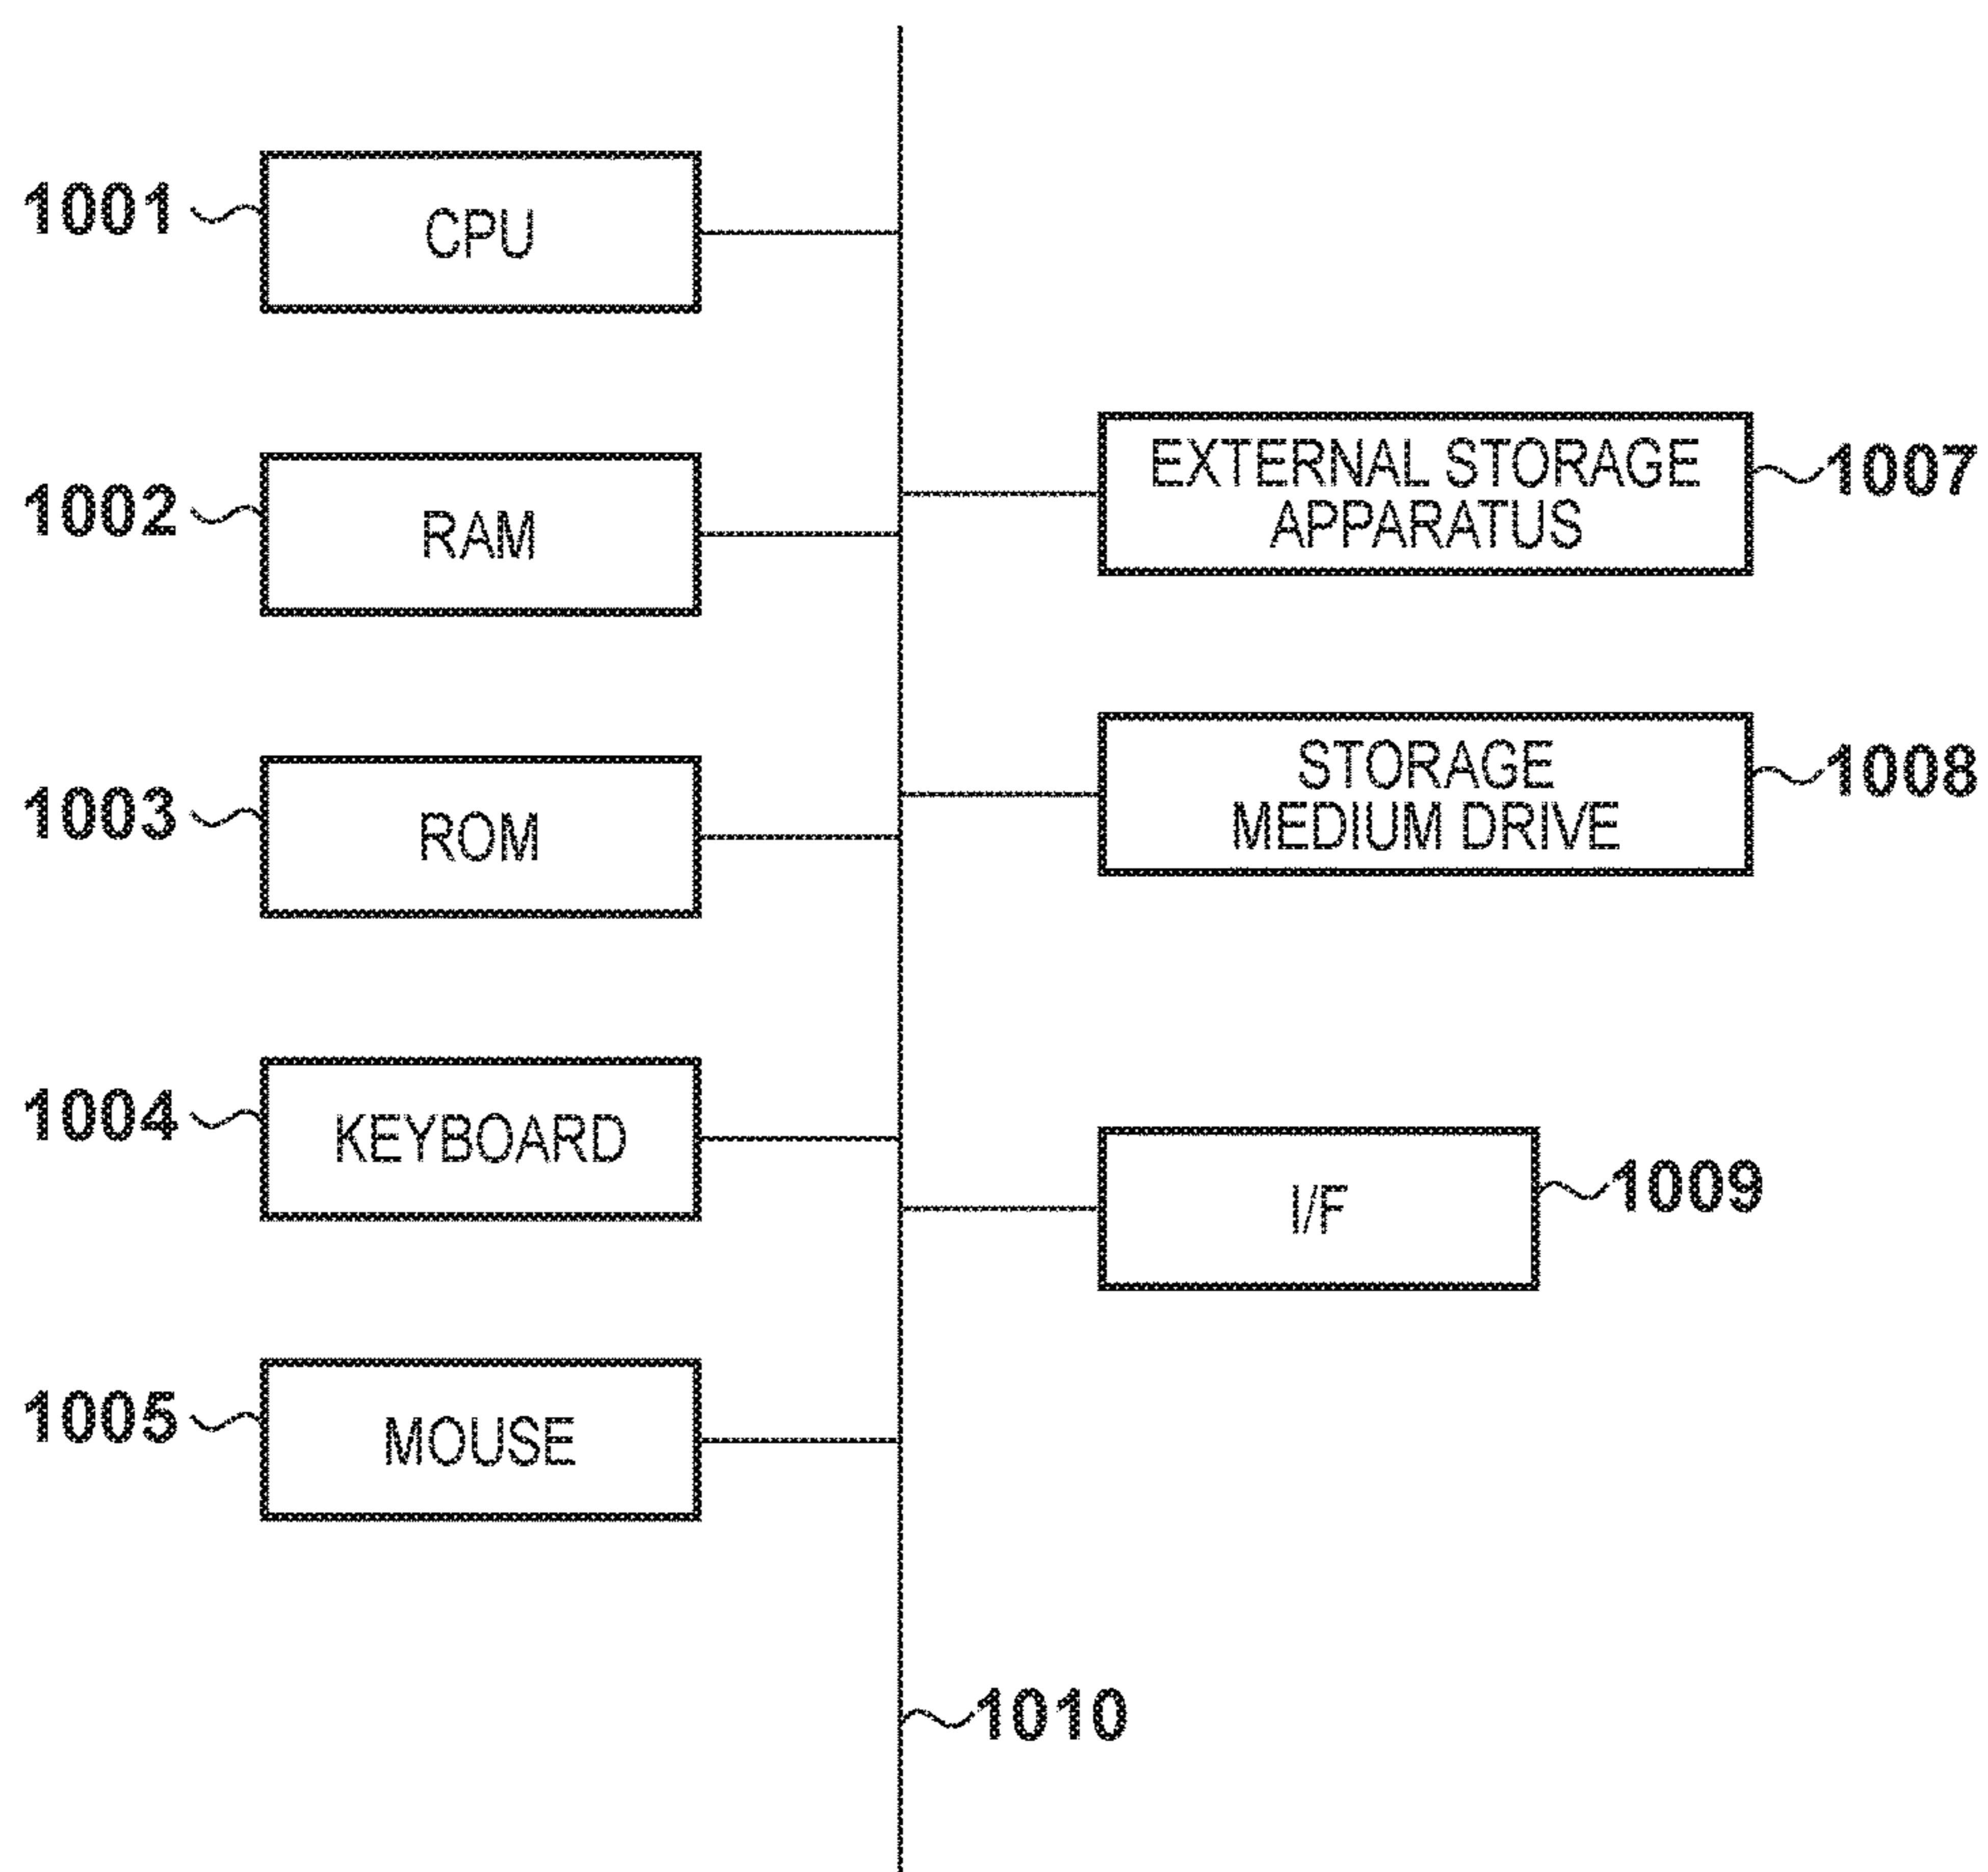 1001
CPU
1002
RAM
1003
ROM
1004
KEYBOARD
1005
MOUSE
EXTERNAL STORAGE
APPARATUS
1007
STORAGE
MEDIUM DRIVE
1008
I/F
1009
1010